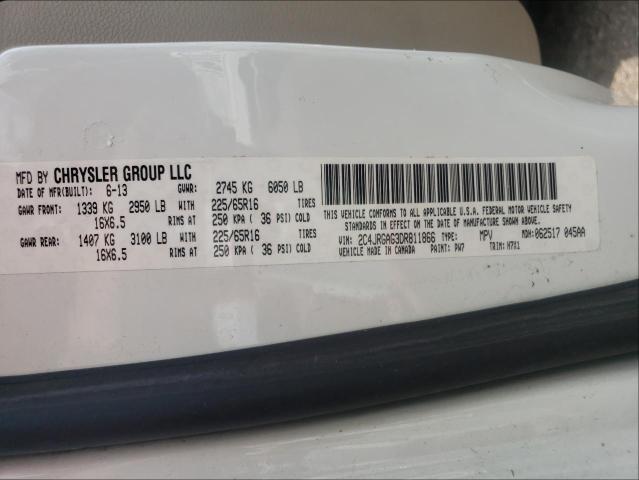 MFD BY CHRYSLER GROUP LLC
DATE OF MFR(BUILT): 6-13 GVWR: 2745 KG 6050 LB
GAWR FRONT: 1339 KG 2950 LB WITH 225/65R16 TIRES
16X6.5 RIMS AT 250 KPA ( 36 PSI) COLD
GAWR REAR: 1407 KG 3100 LB WITH 225/65R16 TIRES
16X6.5 RIMS AT 250 KPA ( 36 PSI) COLD
THIS VEHICLE CONFORMS TO ALL APPLICABLE U.S.A. FEDERAL MOTOR VEHICLE SAFETY
STANDARDS IN EFFECT ON THE DATE OF MANUFACTURE SHOWN ABOVE.
VIN: 2C4JRGAG3DR811866 TYPE: MPV MDH: 062517 045AA
VEHICLE MADE IN CANADA PAINT: PW7 TRIM: H7X1